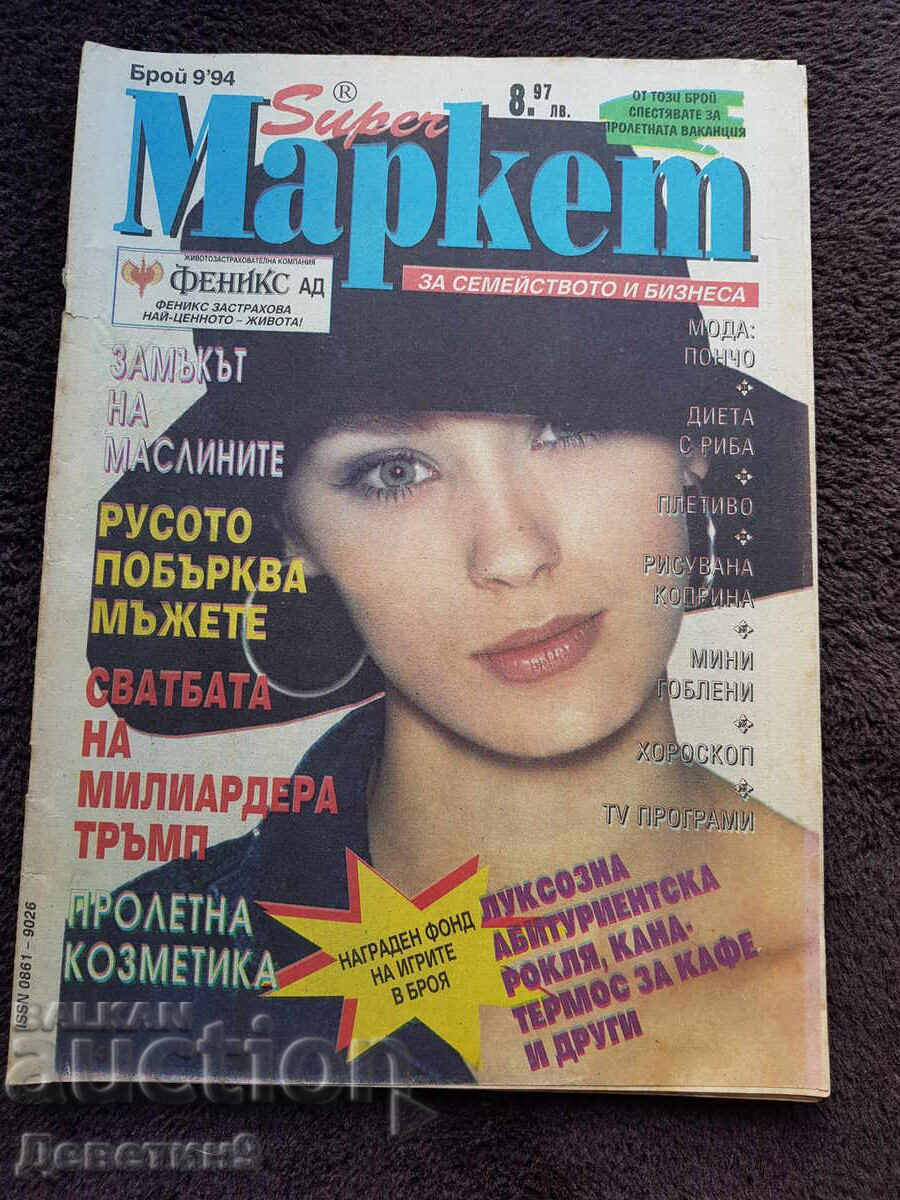 Брой 9'94
Super ®
Маркет
8.97 лв.
ОТ ТОЗИ БРОЙ
СПЕСТЯВАТЕ ЗА
ПРОЛЕТНАТА ВАКАНЦИЯ
ЗА СЕМЕЙСТВОТО И БИЗНЕСА
ЖИВОТОЗАСТРАХОВАТЕЛНА КОМПАНИЯ
ФЕНИКС АД
ФЕНИКС ЗАСТРАХОВА
НАЙ-ЦЕННОТО – ЖИВОТА!
ЗАМЪКЪТ
НА
МАСЛИНИТЕ
РУСОТО
ПОБЪРКВА
МЪЖЕТЕ
СВАТБАТА
НА
МИЛИАРДЕРА
ТРЪМП
ПРОЛЕТНА
КОЗМЕТИКА
МОДА:
ПОНЧО
ДИЕТА
С РИБА
ПЛЕТИВО
РИСУВАНА
КОПРИНА
МИНИ
ГОБЛЕНИ
ХОРОСКОП
TV ПРОГРАМИ
НАГРАДЕН ФОНД
НА ИГРИТЕ
В БРОЯ
ЛУКСОЗНА
АБИТУРИЕНТСКА
РОКЛЯ, КАНА-
ТЕРМОС ЗА КАФЕ
И ДРУГИ
ISSN 0861 – 9026
BALKAN
auction
Деветин9